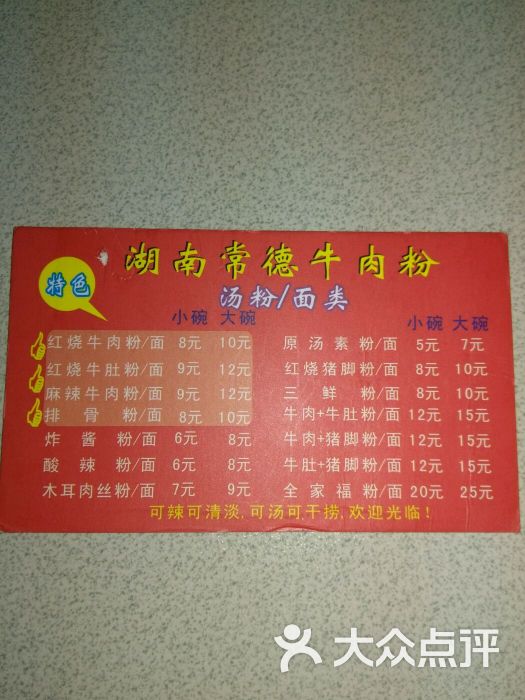 湖南常德牛肉粉
特色
汤粉/面类
小碗 大碗
红烧牛肉粉/面 8元 10元
红烧牛肚粉/面 9元 12元
麻辣牛肉粉/面 9元 12元
排骨粉/面 8元 10元
炸酱粉/面 6元 8元
酸辣粉/面 6元 8元
木耳肉丝粉/面 7元 9元
小碗 大碗
原汤素粉/面 5元 7元
红烧猪脚粉/面 8元 10元
三鲜粉/面 8元 10元
牛肉+牛肚粉/面 12元 15元
牛肉+猪脚粉/面 12元 15元
牛肚+猪脚粉/面 12元 15元
全家福粉/面 20元 25元
可辣可清淡,可汤可干捞,欢迎光临!
大众点评